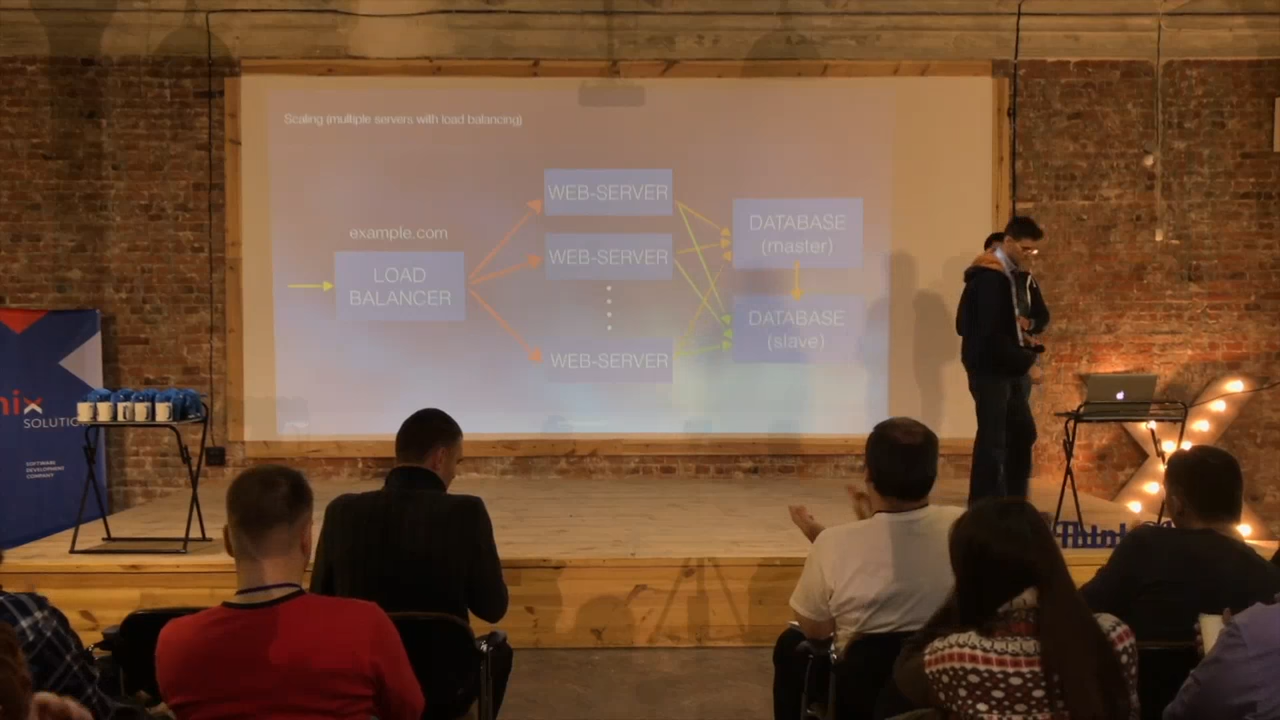 Scaling (multiple servers with load balancing)
example.com
LOAD
BALANCER
WEB-SERVER
WEB-SERVER
WEB-SERVER
DATABASE
(master)
DATABASE
(slave)
nix
SOFTWARE
DEVELOPMENT
COMPANY